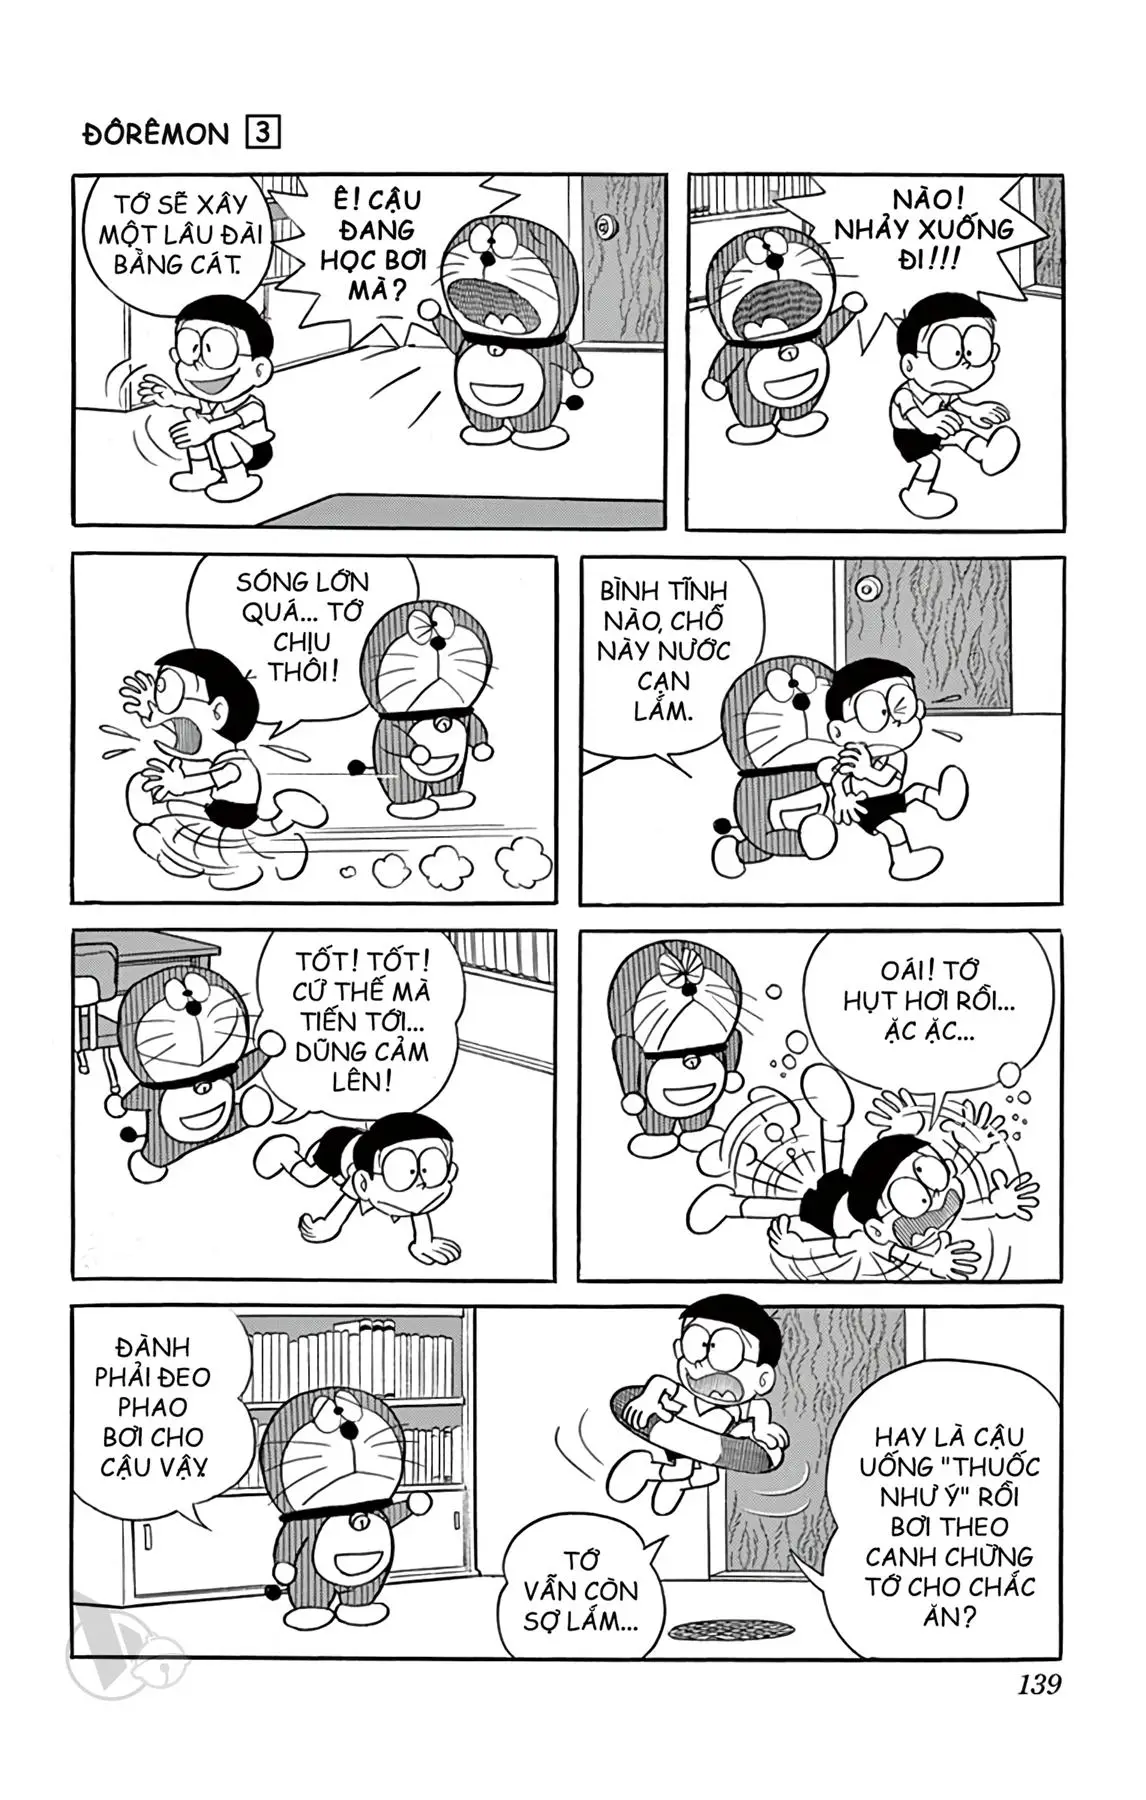 ĐÔRÊMON 3
TỚ SẼ XÂY
MỘT LÂU ĐÀI
BẰNG CÁT.
Ê! CẬU
ĐANG
HỌC BƠI
MÀ?
NÀO!
NHẢY XUỐNG
ĐI!!!
SÓNG LỚN
QUÁ... TỚ
CHỊU
THÔI!
BÌNH TĨNH
NÀO, CHỖ
NÀY NƯỚC
CẠN
LẮM.
TỐT! TỐT!
CỨ THẾ MÀ
TIẾN TỚI...
DŨNG CẢM
LÊN!
OÁI! TỚ
HỤT HƠI RỒI...
ẶC ẶC...
ĐÀNH
PHẢI ĐEO
PHAO
BƠI CHO
CẬU VẬY.
TỚ
VẪN CÒN
SỢ LẮM...
HAY LÀ CẬU
UỐNG "THUỐC
NHƯ Ý" RỒI
BƠI THEO
CANH CHỪNG
TỚ CHO CHẮC
ĂN?
139